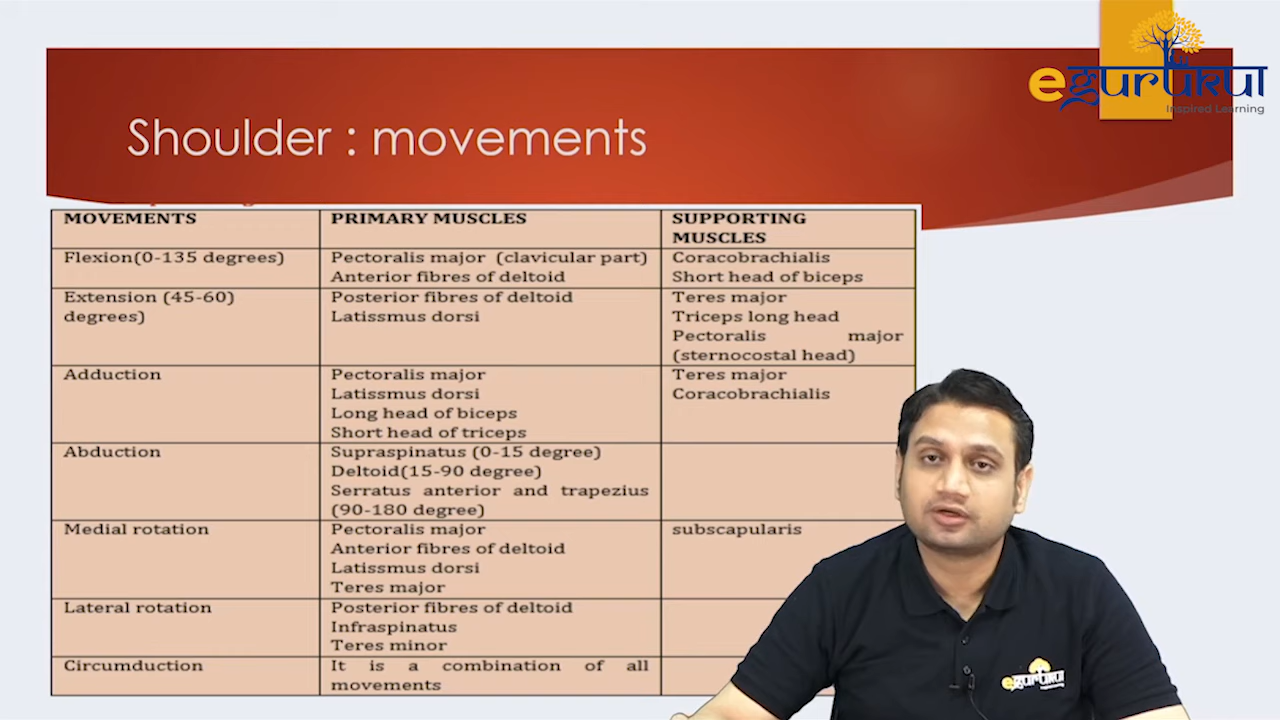 egurukul
Inspired Learning
Shoulder : movements
MOVEMENTS
PRIMARY MUSCLES
SUPPORTING
MUSCLES
Flexion(0-135 degrees)
Pectoralis major (clavicular part)
Anterior fibres of deltoid
Coracobrachialis
Short head of biceps
Extension (45-60)
degrees)
Posterior fibres of deltoid
Latissmus dorsi
Teres major
Triceps long head
Pectoralis major
(sternocostal head)
Adduction
Pectoralis major
Latissmus dorsi
Long head of biceps
Short head of triceps
Teres major
Coracobrachialis
Abduction
Supraspinatus (0-15 degree)
Deltoid(15-90 degree)
Serratus anterior and trapezius
(90-180 degree)
Medial rotation
Pectoralis major
Anterior fibres of deltoid
Latissmus dorsi
Teres major
subscapularis
Lateral rotation
Posterior fibres of deltoid
Infraspinatus
Teres minor
Circumduction
It is a combination of all
movements
egurukul